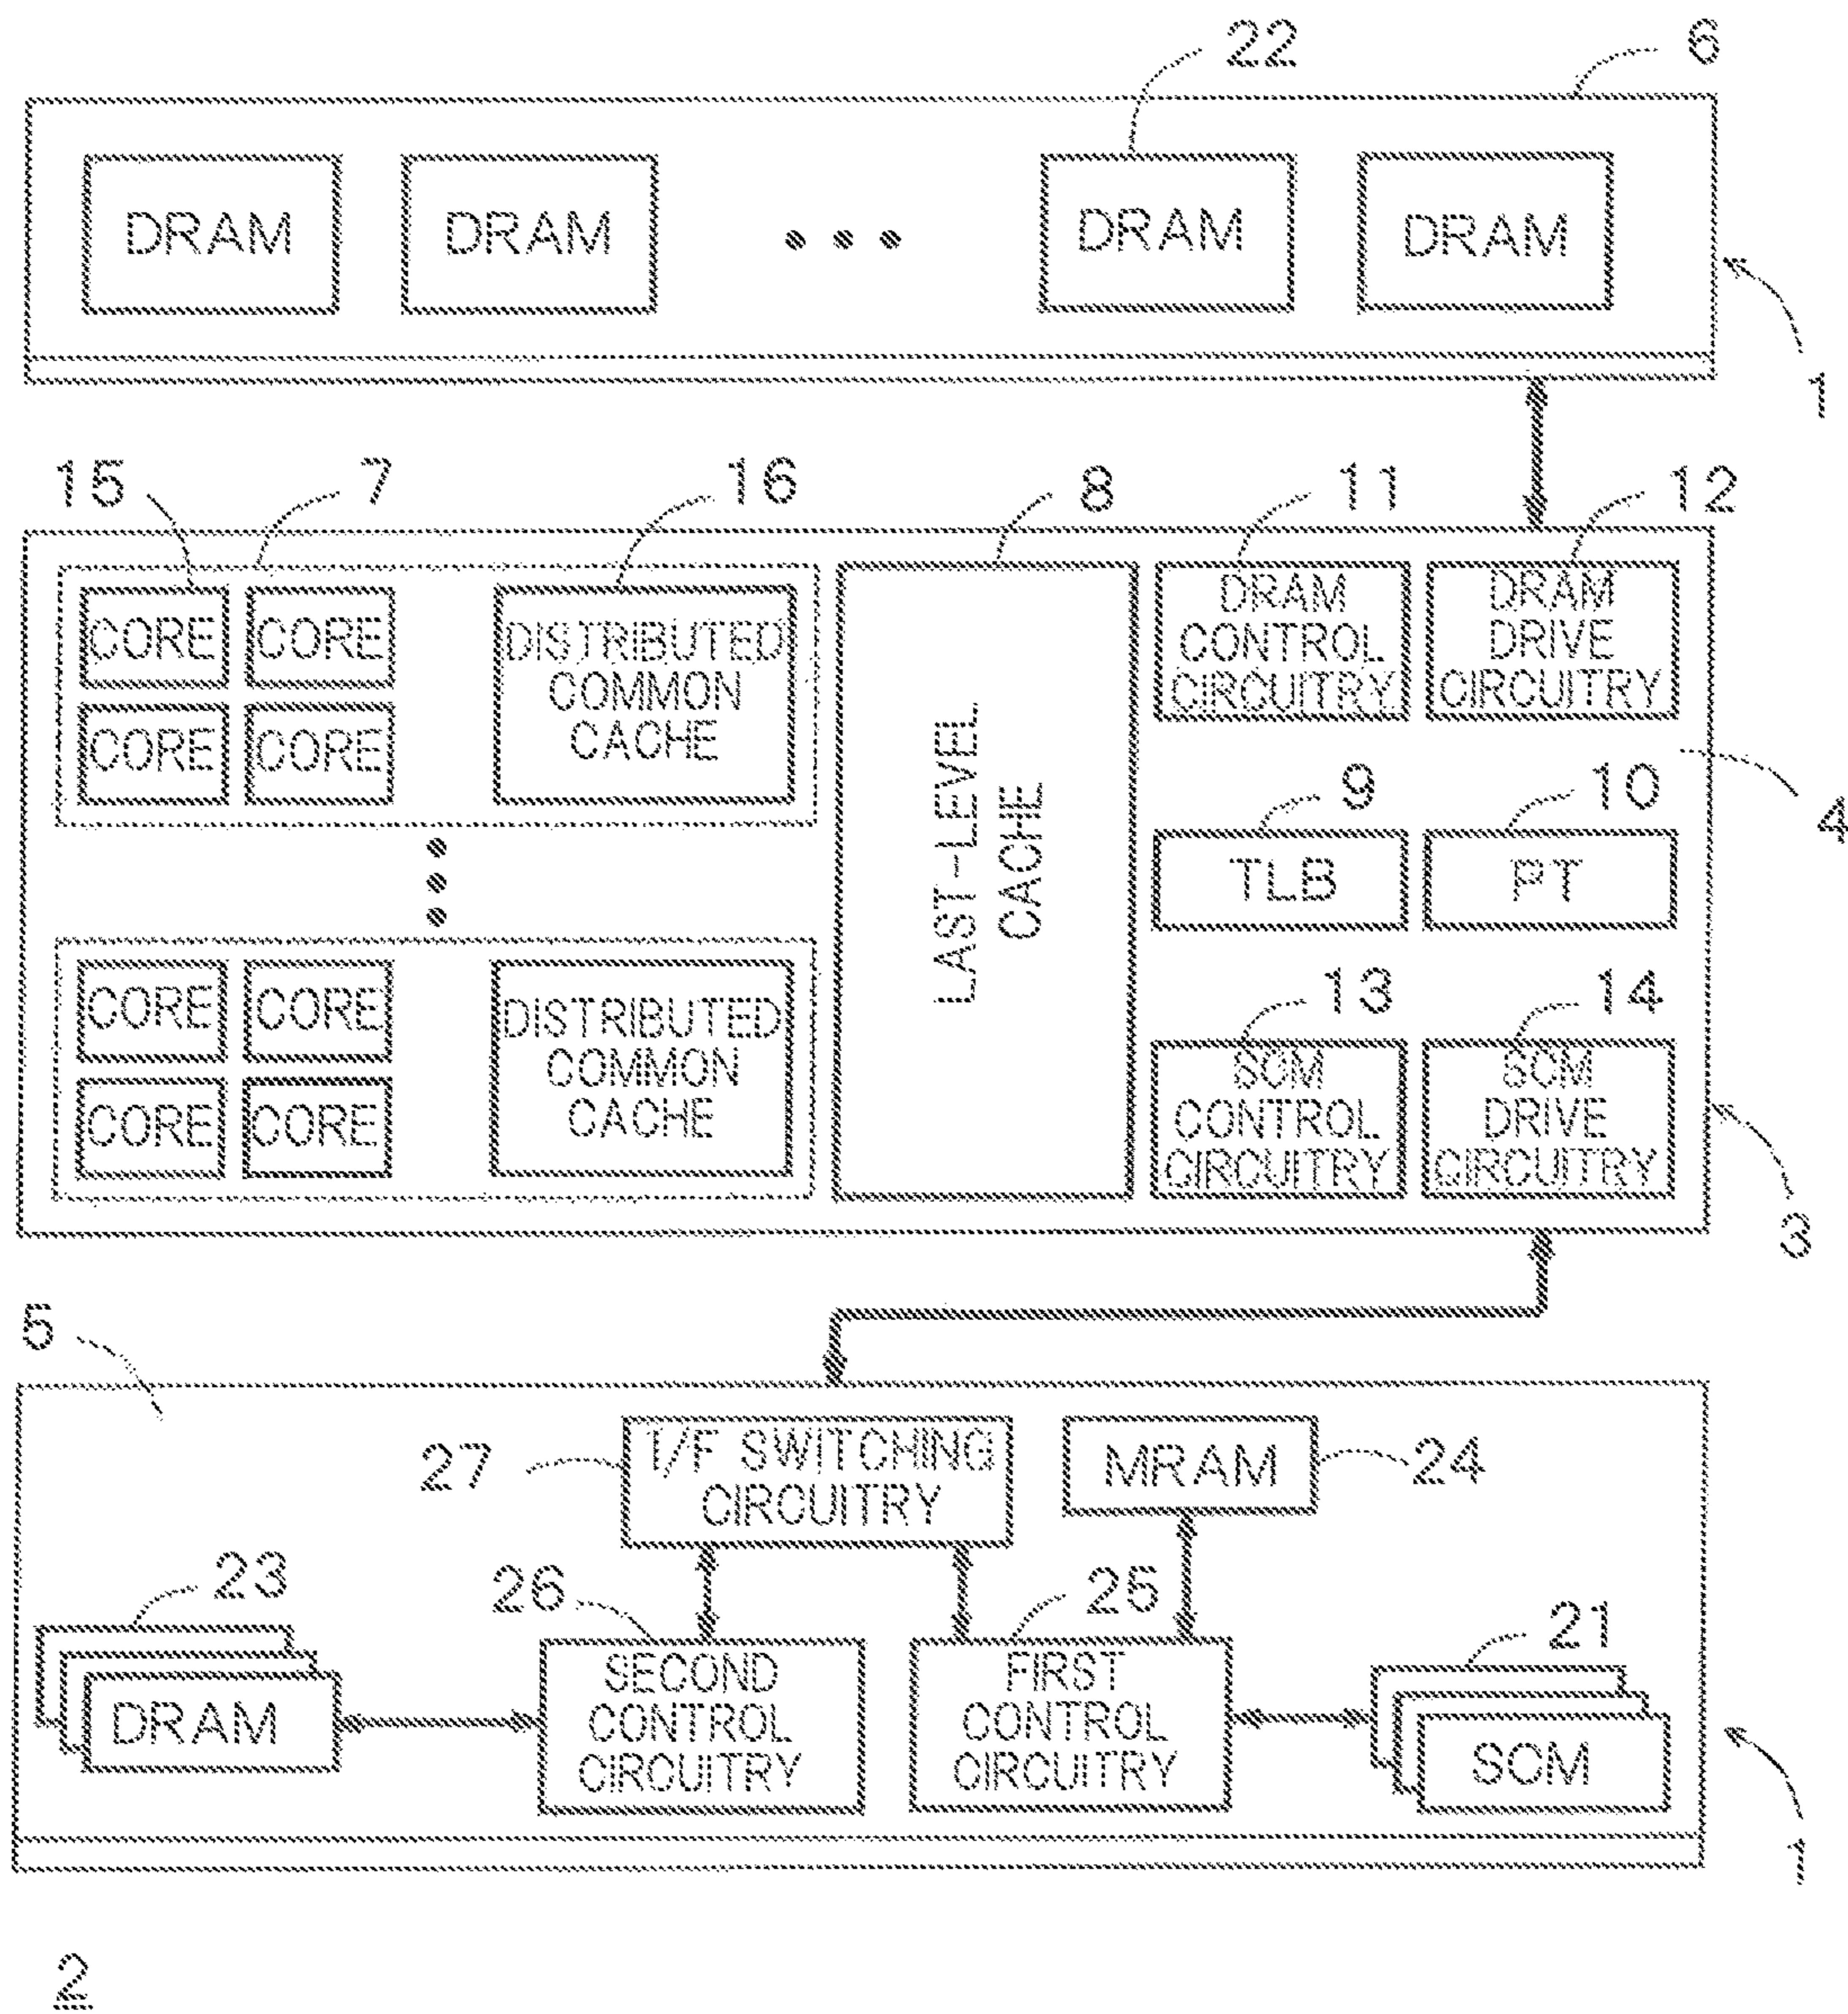 22
6
DRAM
DRAM
DRAM
DRAM
1
15
7
16
8
11
12
CORE
CORE
DISTRIBUTED
COMMON
CACHE
CORE
CORE
LAST-LEVEL
CACHE
DRAM
CONTROL
CIRCUITRY
DRAM
DRIVE
CIRCUITRY
4
9
10
TLB
PT
CORE
CORE
DISTRIBUTED
COMMON
CACHE
CORE
CORE
13
14
SCM
CONTROL
CIRCUITRY
SCM
DRIVE
CIRCUITRY
3
5
27
I/F SWITCHING
CIRCUITRY
MRAM
24
23
26
25
21
DRAM
SECOND
CONTROL
CIRCUITRY
FIRST
CONTROL
CIRCUITRY
SCM
1
2